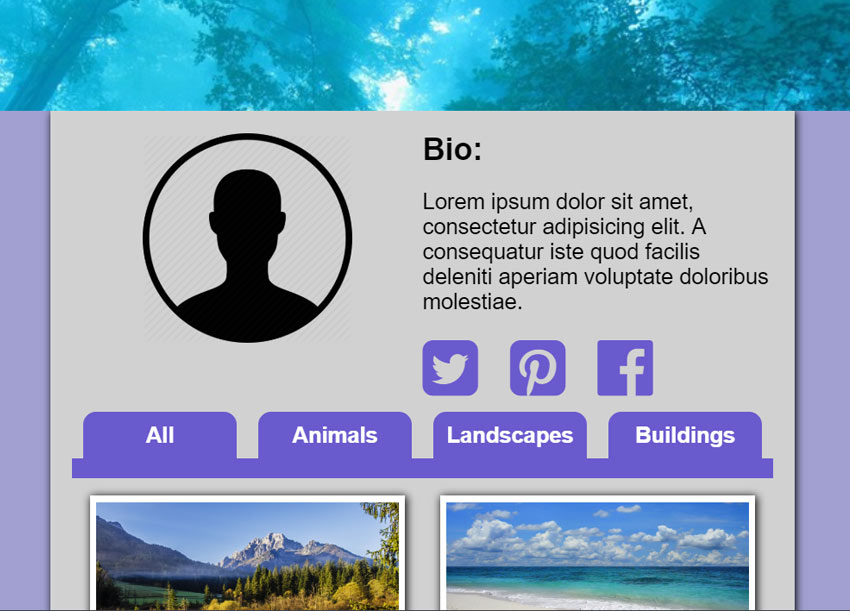 Bio:
Lorem ipsum dolor sit amet,
consectetur adipisicing elit. A
consequatur iste quod facilis
deleniti aperiam voluptate doloribus
molestiae.
All
Animals
Landscapes
Buildings